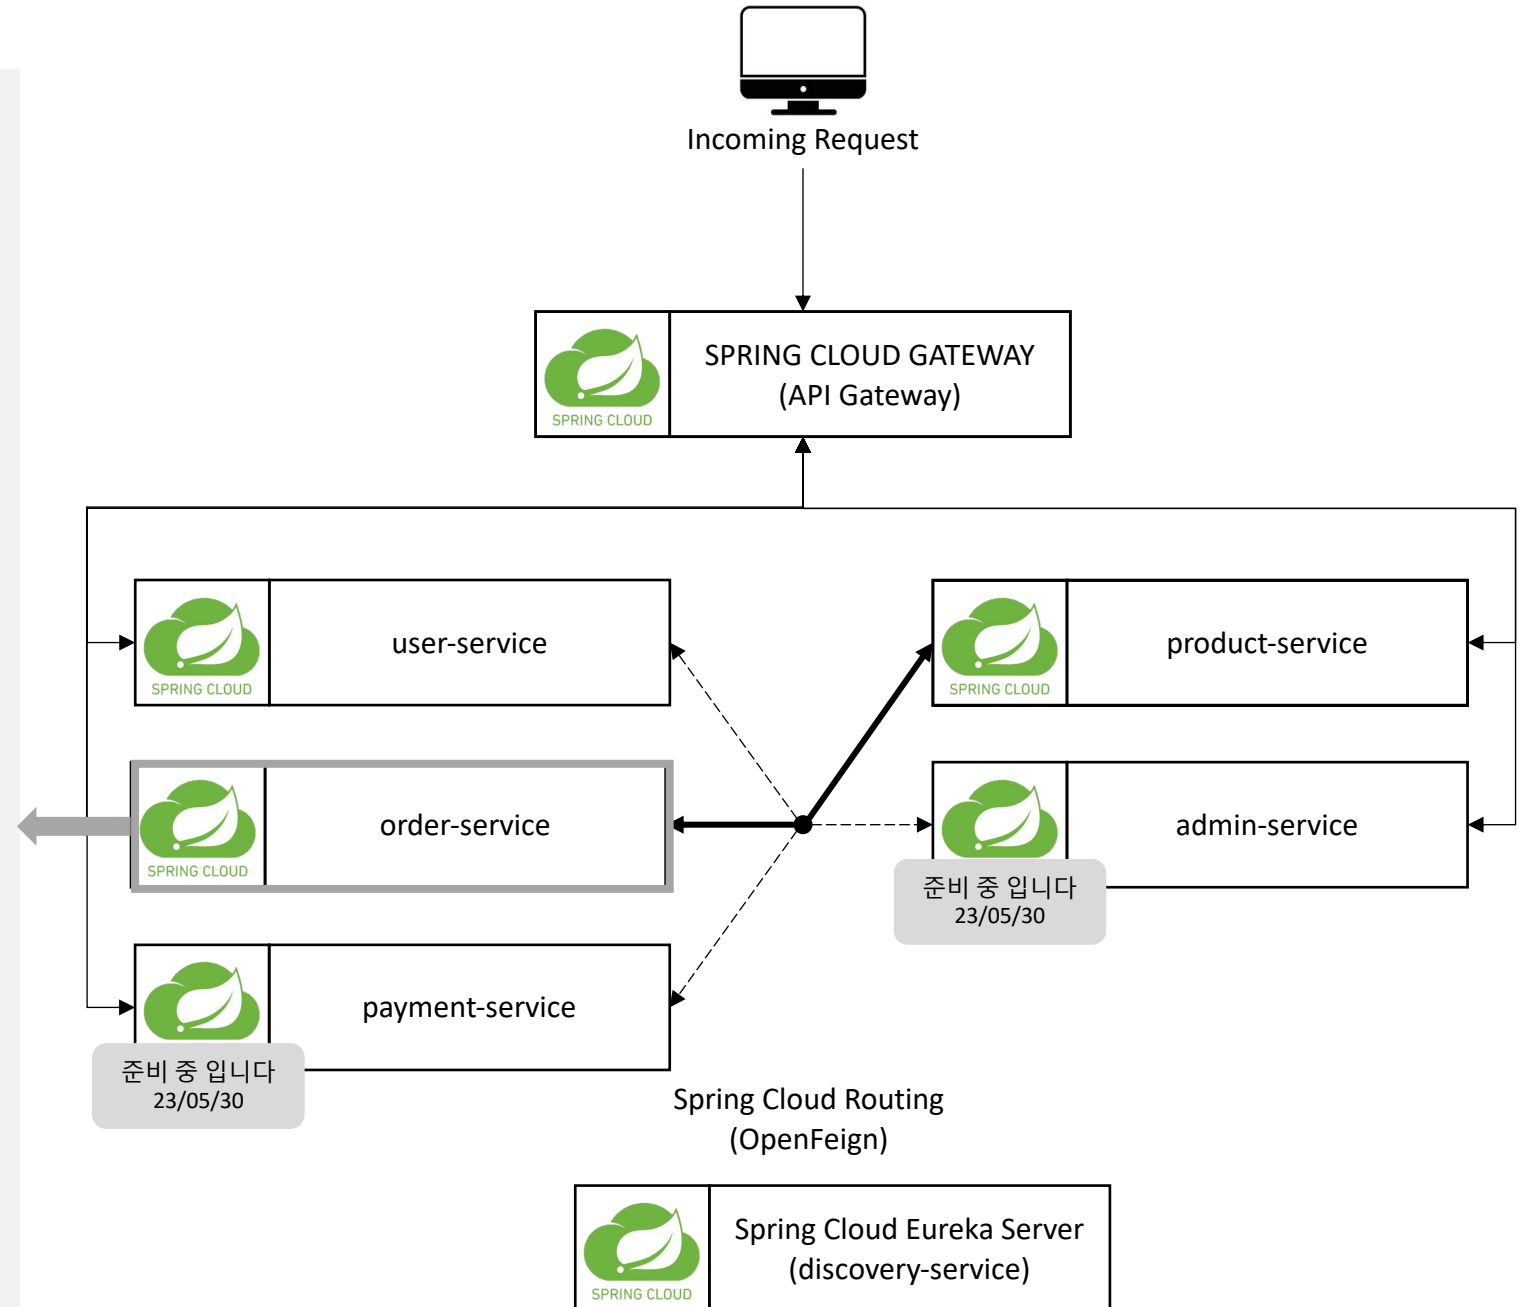 Incoming Request
SPRING CLOUD GATEWAY
(API Gateway)
SPRING CLOUD
user-service
SPRING CLOUD
product-service
SPRING CLOUD
order-service
SPRING CLOUD
admin-service
준비 중 입니다
23/05/30
payment-service
준비 중 입니다
23/05/30
Spring Cloud Routing
(OpenFeign)
Spring Cloud Eureka Server
(discovery-service)
SPRING CLOUD